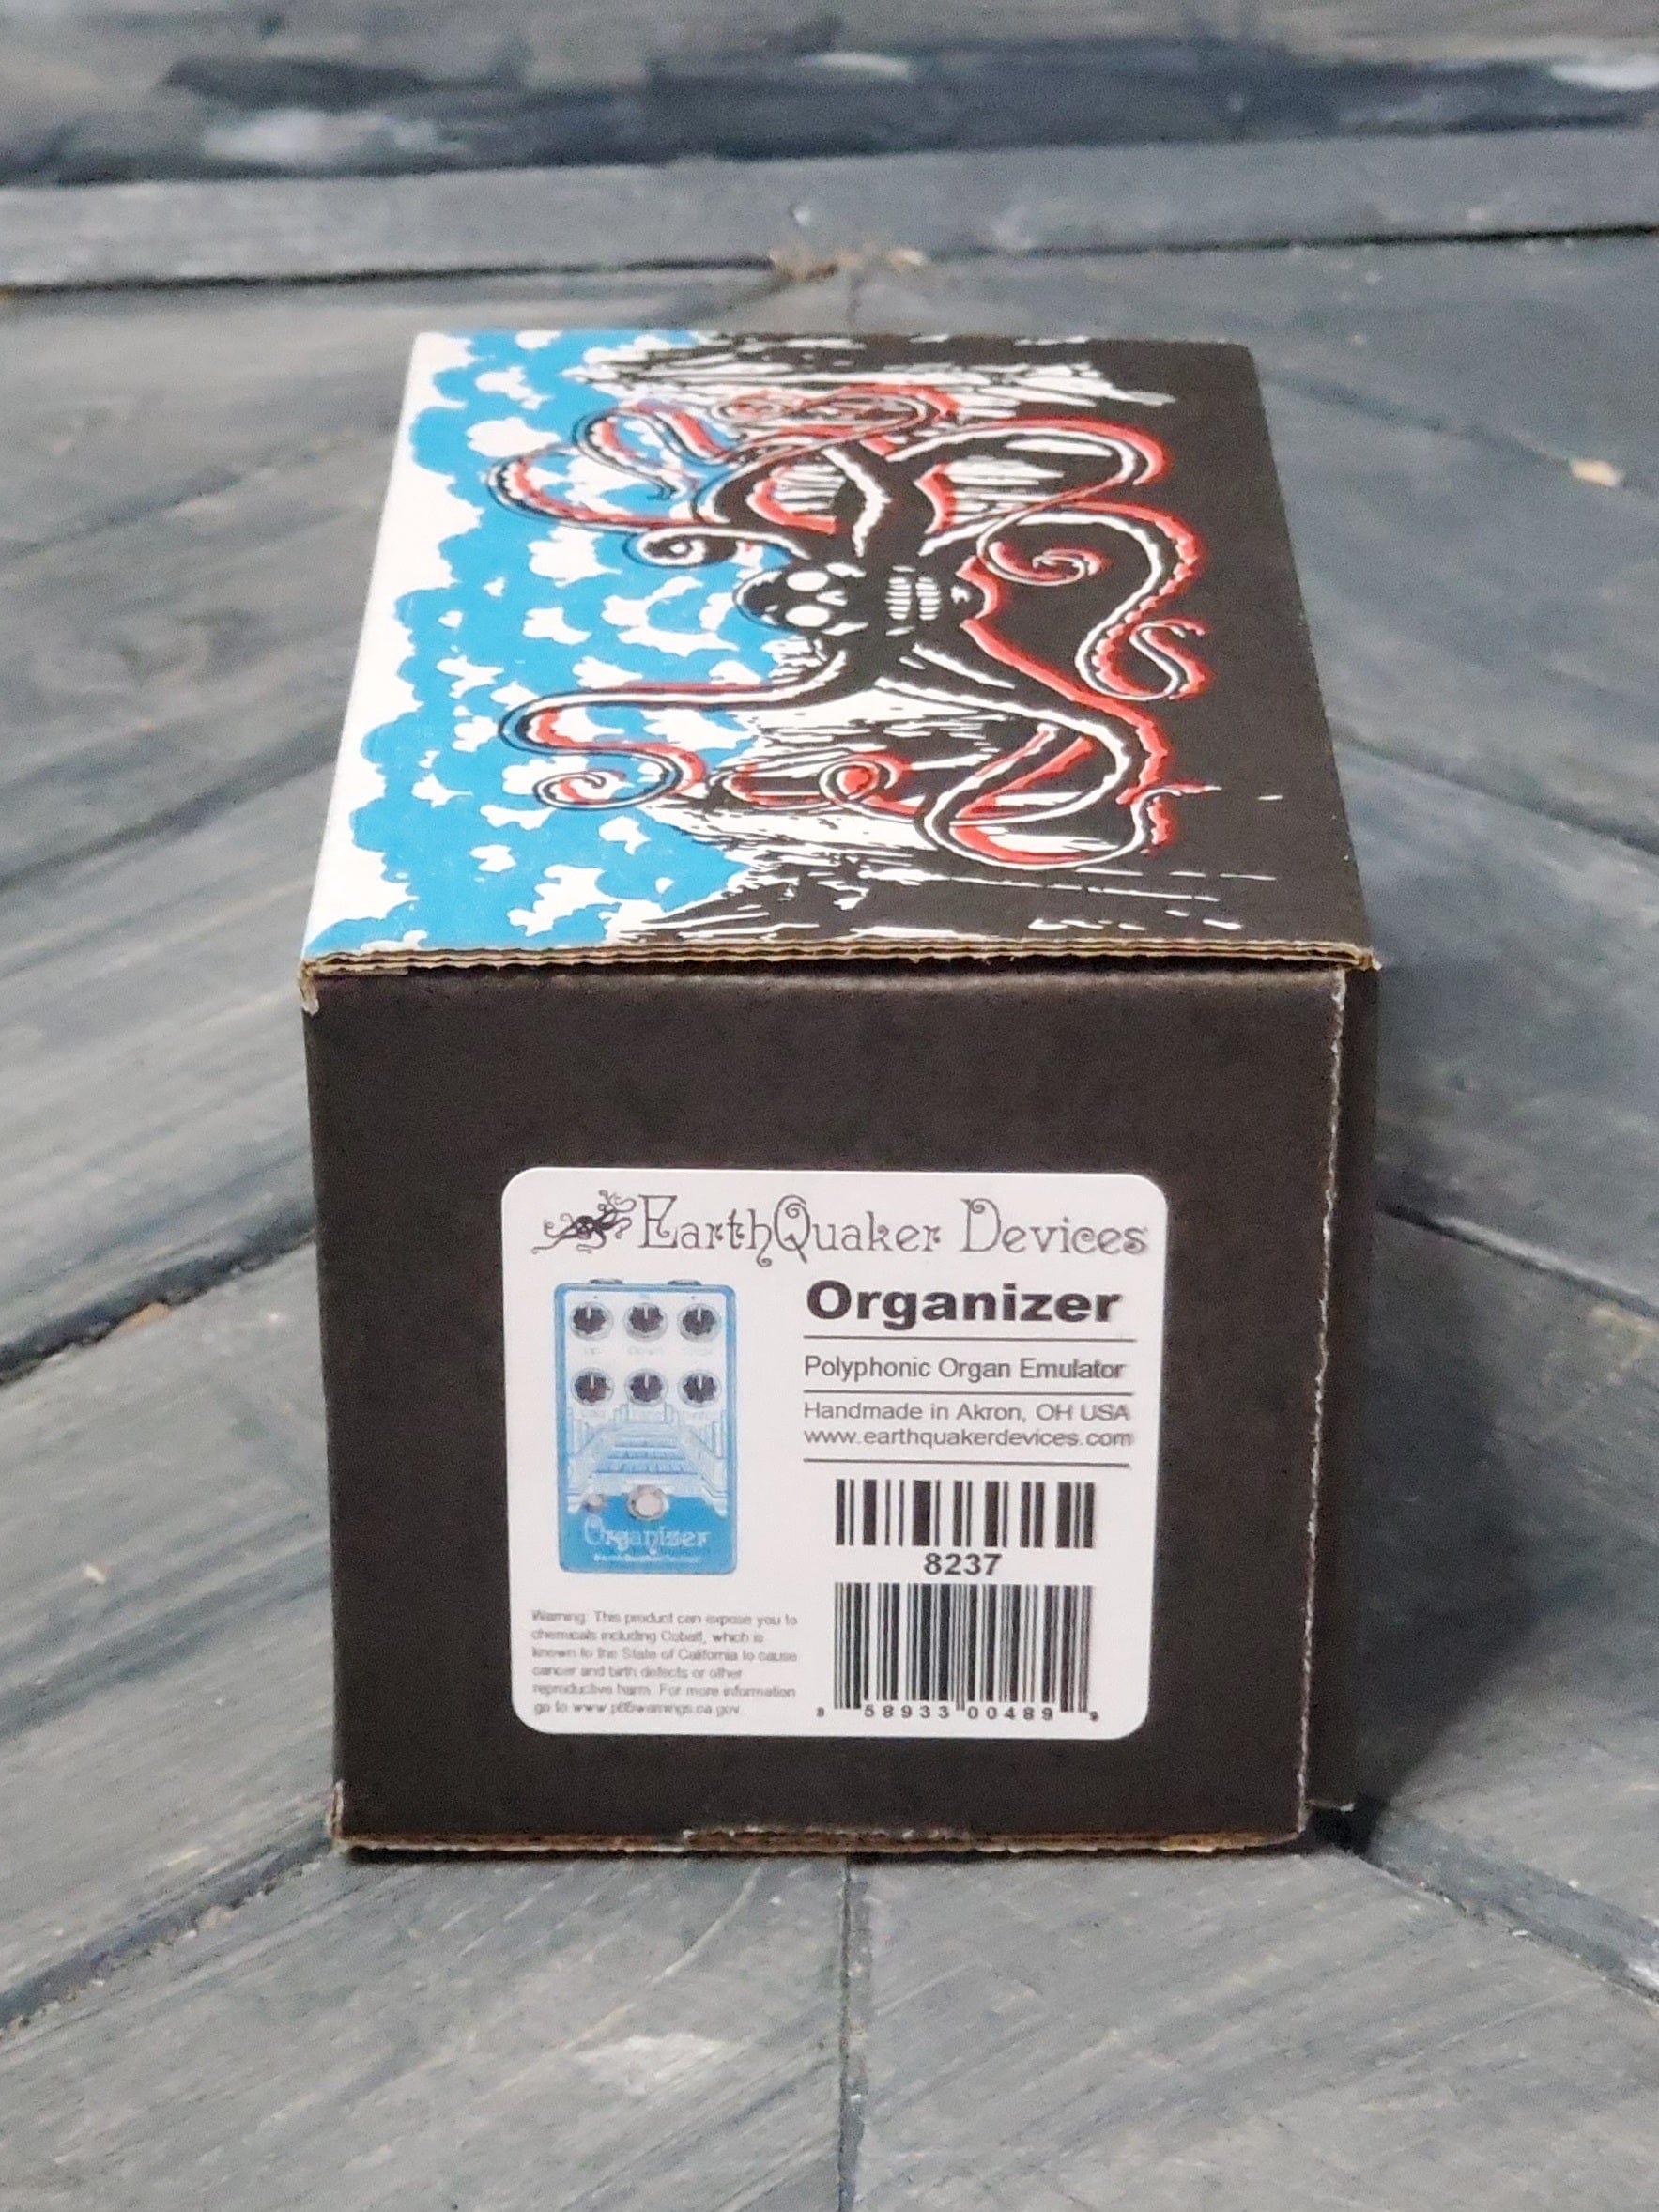 EarthQuaker Devices
Organizer
Polyphonic Organ Emulator
Handmade in Akron, OH USA
www.earthquakerdevices.com
8237
8 58933 00489 9
Organizer
Warning: This product can expose you to
chemicals including Cobalt, which is
known to the State of California to cause
cancer and birth defects or other
reproductive harm. For more information
go to www.p65warnings.ca.gov